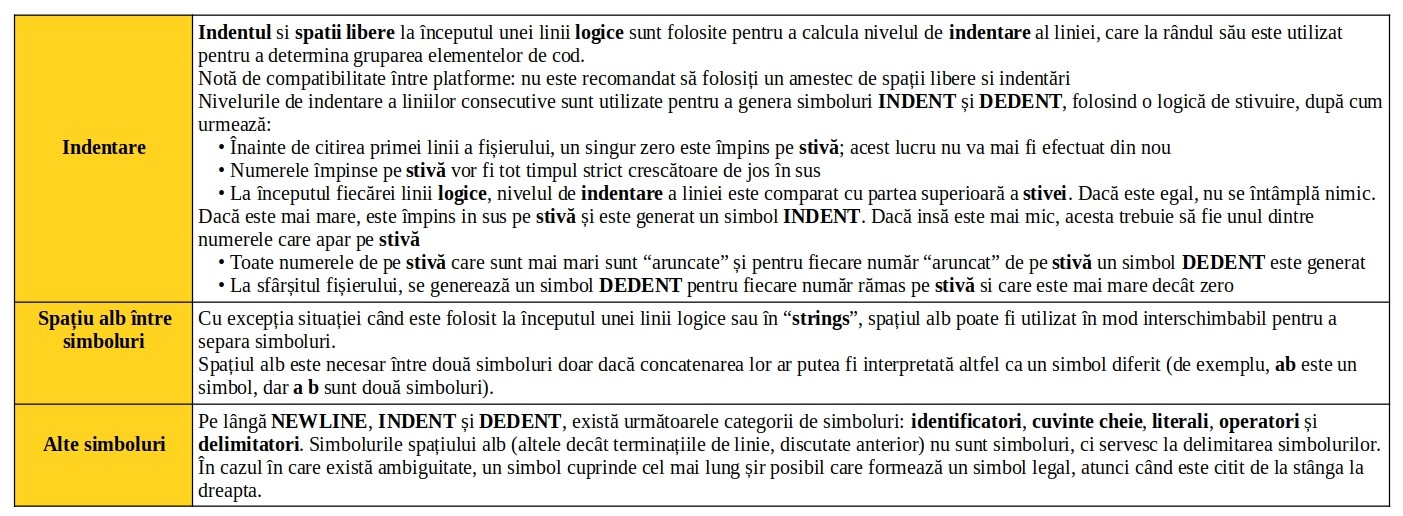 Indentare
Indentul si spatii libere la începutul unei linii logice sunt folosite pentru a calcula nivelul de indentare al liniei, care la rândul său este utilizat
pentru a determina gruparea elementelor de cod.
Notă de compatibilitate între platforme: nu este recomandat să folosiți un amestec de spații libere si indentări
Nivelurile de indentare a liniilor consecutive sunt utilizate pentru a genera simboluri INDENT și DEDENT, folosind o logică de stivuire, după cum
urmează:
• Înainte de citirea primei linii a fișierului, un singur zero este împins pe stivă; acest lucru nu va mai fi efectuat din nou
• Numerele împinse pe stivă vor fi tot timpul strict crescătoare de jos în sus
• La începutul fiecărei linii logice, nivelul de indentare a liniei este comparat cu partea superioară a stivei. Dacă este egal, nu se întâmplă nimic.
Dacă este mai mare, este împins in sus pe stivă și este generat un simbol INDENT. Dacă insă este mai mic, acesta trebuie să fie unul dintre
numerele care apar pe stivă
• Toate numerele de pe stivă care sunt mai mari sunt “aruncate” și pentru fiecare număr “aruncat” de pe stivă un simbol DEDENT este generat
• La sfârșitul fișierului, se generează un simbol DEDENT pentru fiecare număr rămas pe stivă si care este mai mare decât zero
Spațiu alb între
simboluri
Cu excepția situației când este folosit la începutul unei linii logice sau în “strings”, spațiul alb poate fi utilizat în mod interschimbabil pentru a
separa simboluri.
Spațiul alb este necesar între două simboluri doar dacă concatenarea lor ar putea fi interpretată altfel ca un simbol diferit (de exemplu, ab este un
simbol, dar a b sunt două simboluri).
Alte simboluri
Pe lângă NEWLINE, INDENT și DEDENT, există următoarele categorii de simboluri: identificatori, cuvinte cheie, literali, operatori și
delimitatori. Simbolurile spațiului alb (altele decât terminațiile de linie, discutate anterior) nu sunt simboluri, ci servesc la delimitarea simbolurilor.
În cazul în care există ambiguitate, un simbol cuprinde cel mai lung șir posibil care formează un simbol legal, atunci când este citit de la stânga la
dreapta.